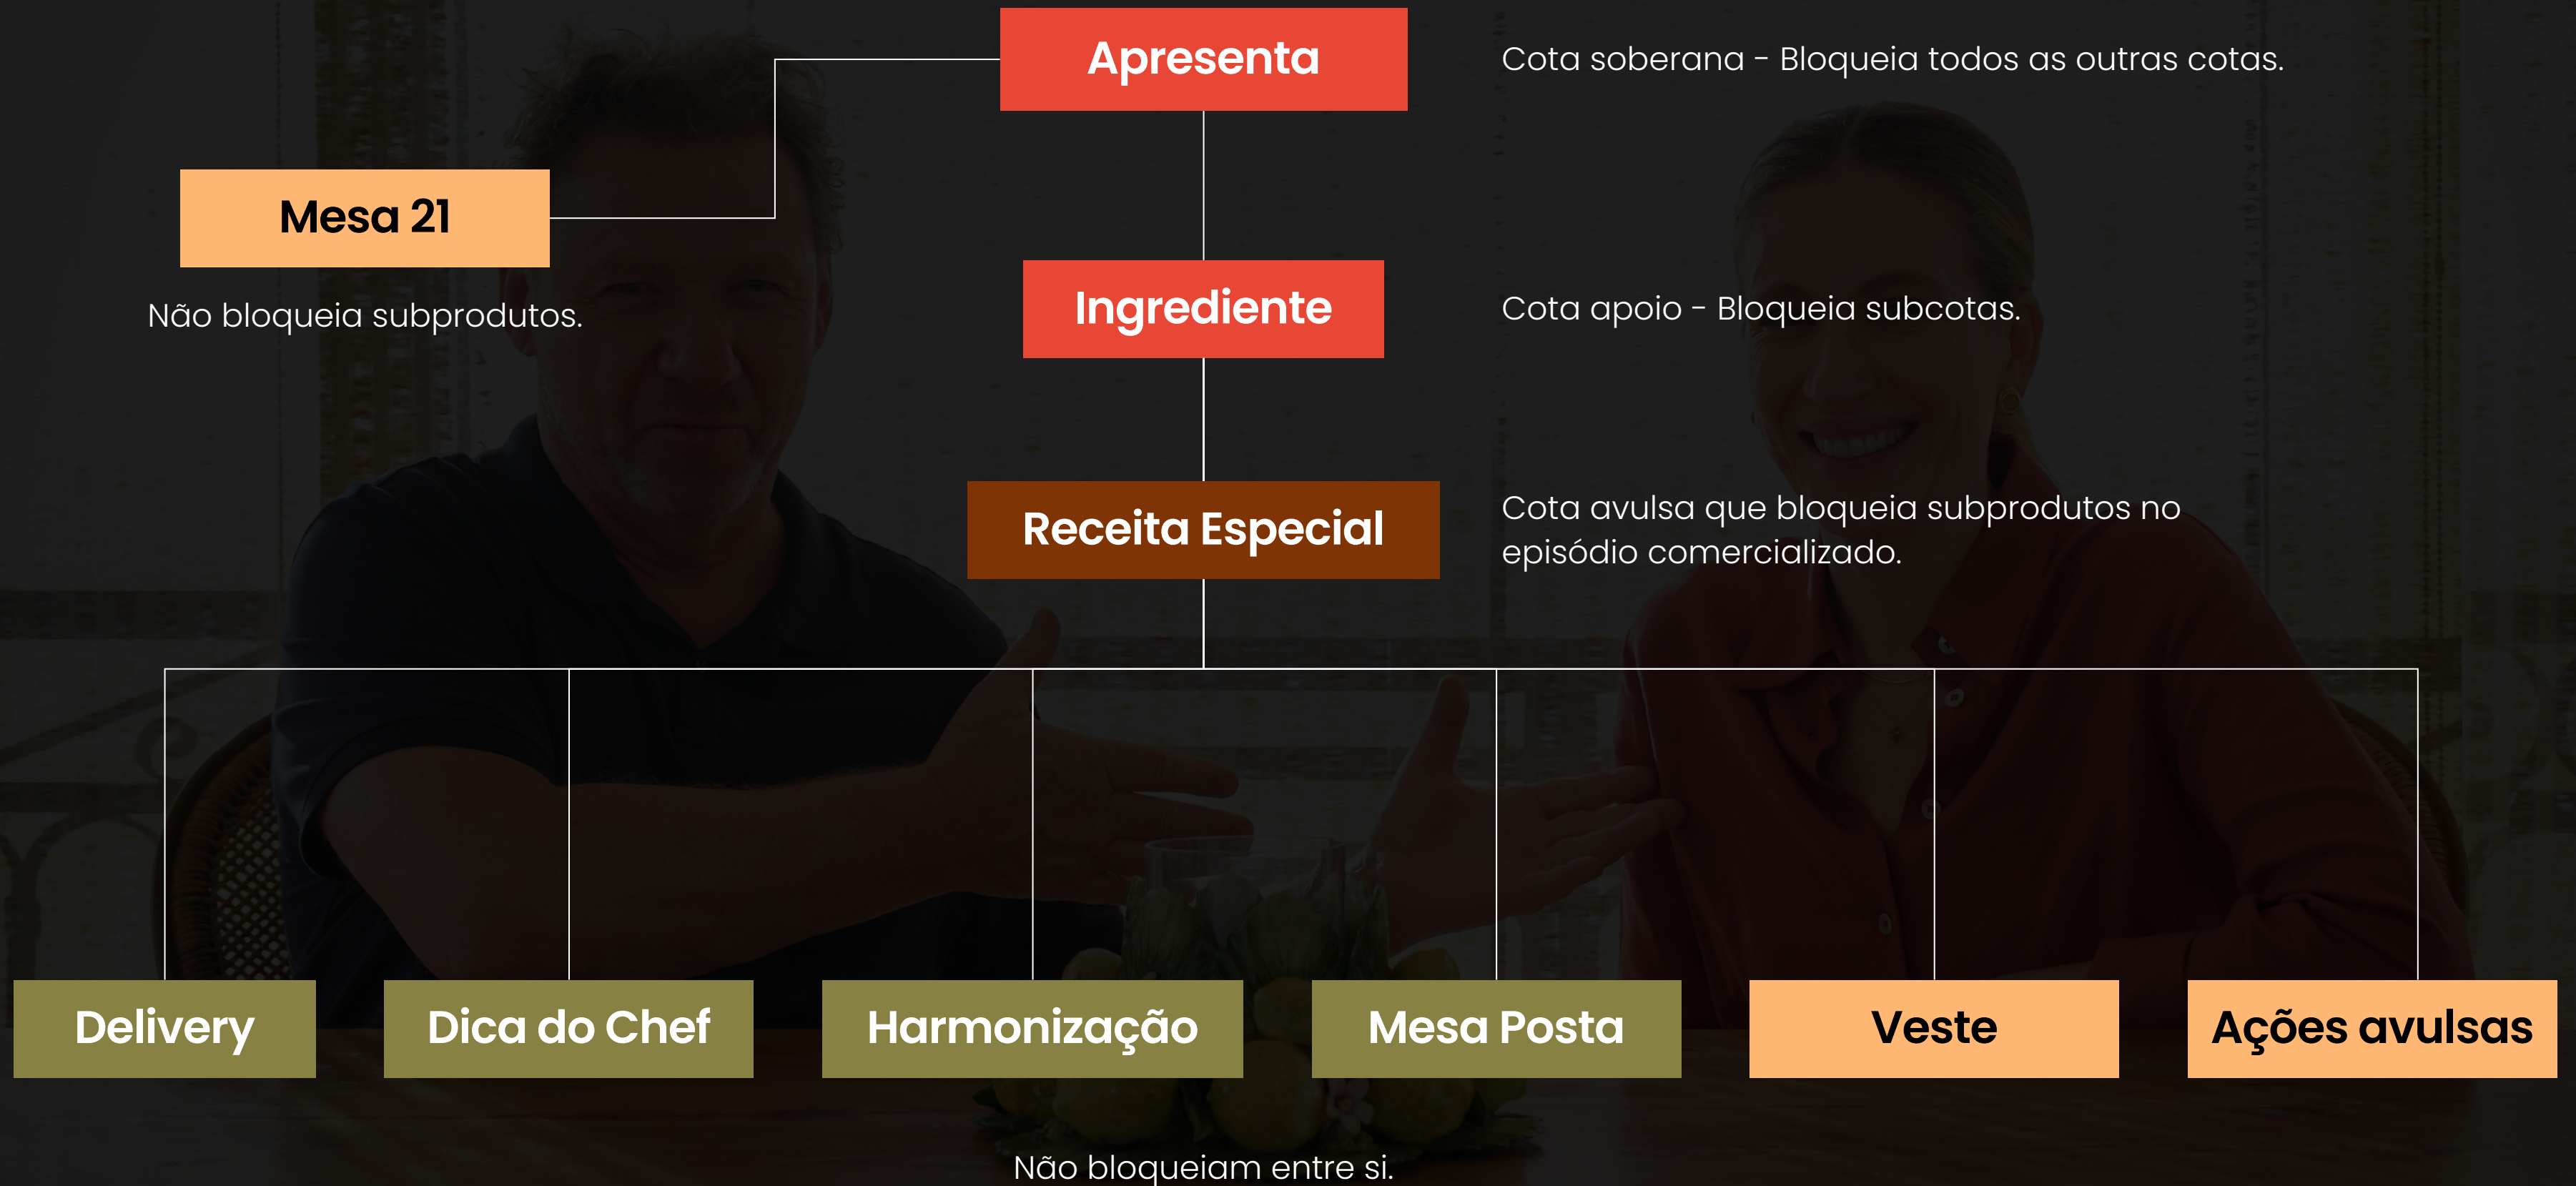 Apresenta
Cota soberana - Bloqueia todos as outras cotas.
Mesa 21
Não bloqueia subprodutos.
Ingrediente
Cota apoio - Bloqueia subcotas.
Receita Especial
Cota avulsa que bloqueia subprodutos no
episódio comercializado.
Delivery
Dica do Chef
Harmonização
Mesa Posta
Veste
Ações avulsas
Não bloqueiam entre si.